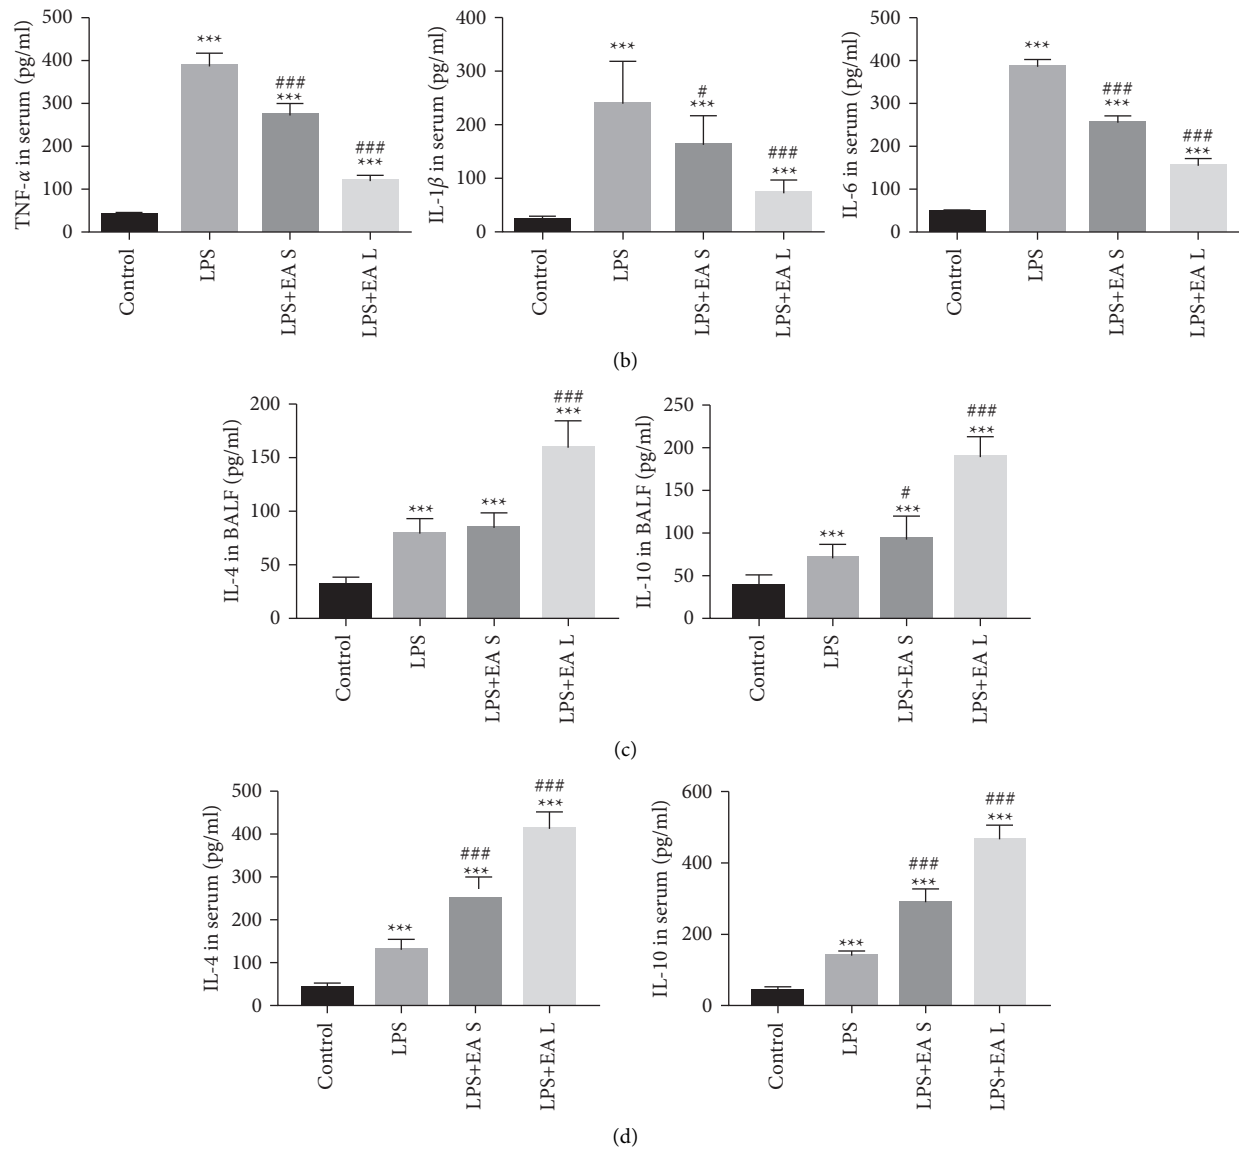 TNF-α in serum (pg/ml)
500
400
300
200
100
0
***
###
***
###
***
Control
LPS
LPS+EA S
LPS+EA L
IL-1β in serum (pg/ml)
400
300
200
100
0
***
#
***
###
***
Control
LPS
LPS+EA S
LPS+EA L
IL-6 in serum (pg/ml)
500
400
300
200
100
0
***
###
***
###
***
Control
LPS
LPS+EA S
LPS+EA L
(b)
IL-4 in BALF (pg/ml)
200
150
100
50
0
***
***
###
***
Control
LPS
LPS+EA S
LPS+EA L
IL-10 in BALF (pg/ml)
250
200
150
100
50
0
***
#
***
###
***
Control
LPS
LPS+EA S
LPS+EA L
(c)
IL-4 in serum (pg/ml)
500
400
300
200
100
0
***
###
***
###
***
Control
LPS
LPS+EA S
LPS+EA L
IL-10 in serum (pg/ml)
600
400
200
0
***
###
***
###
***
Control
LPS
LPS+EA S
LPS+EA L
(d)